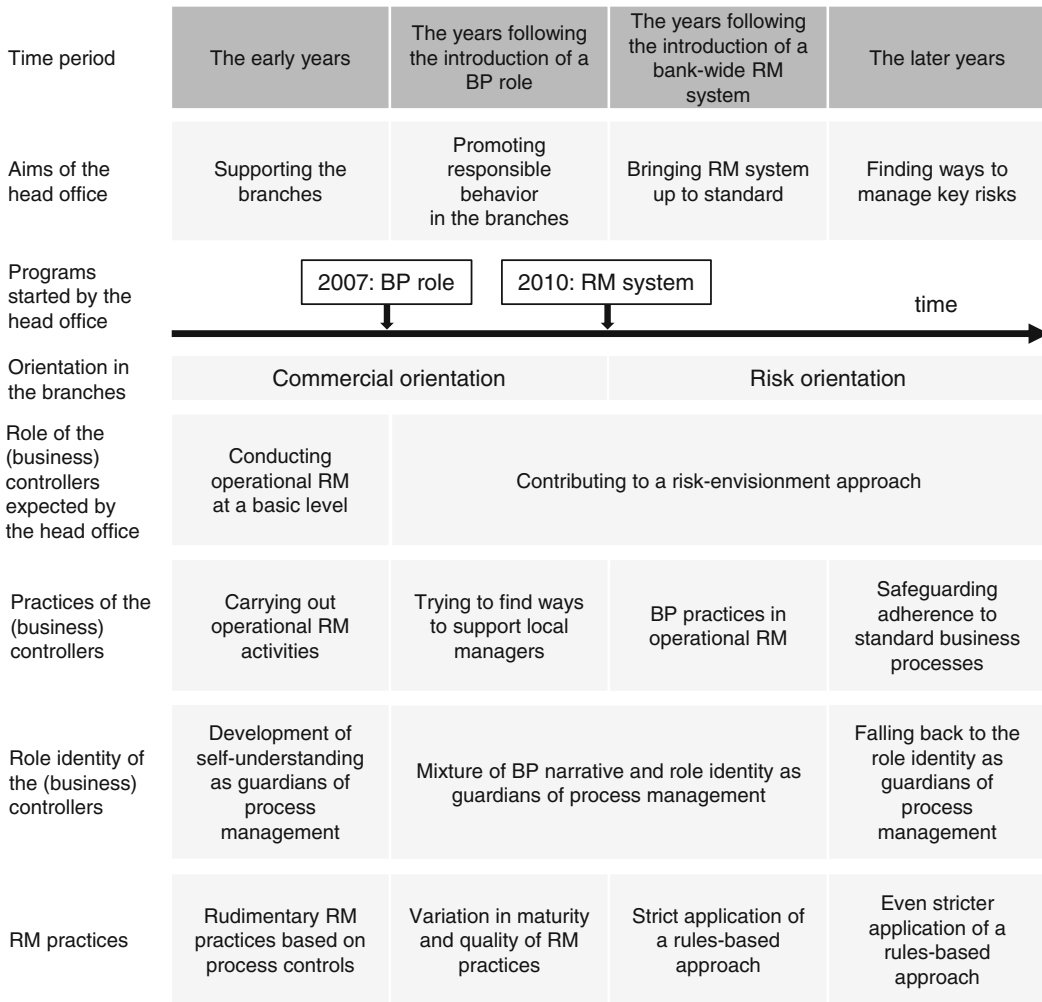 Time period
The early years
The years following
the introduction of a
BP role
The years following
the introduction of a
bank-wide RM
system
The later years
Aims of the
head office
Supporting the
branches
Promoting
responsible
behavior
in the branches
Bringing RM system
up to standard
Finding ways to
manage key risks
Programs
started by the
head office
2007: BP role
2010: RM system
time
Orientation in
the branches
Commercial orientation
Risk orientation
Role of the
(business)
controllers
expected by
the head office
Conducting
operational RM
at a basic level
Contributing to a risk-envisionment approach
Practices of the
(business)
controllers
Carrying out
operational RM
activities
Trying to find ways
to support local
managers
BP practices in
operational RM
Safeguarding
adherence to
standard business
processes
Role identity of
the (business)
controllers
Development of
self-understanding
as guardians of
process
management
Mixture of BP narrative and role identity as
guardians of process management
Falling back to the
role identity as
guardians of
process
management
RM practices
Rudimentary RM
practices based on
process controls
Variation in maturity
and quality of RM
practices
Strict application of
a rules-based
approach
Even stricter
application of a
rules-based
approach